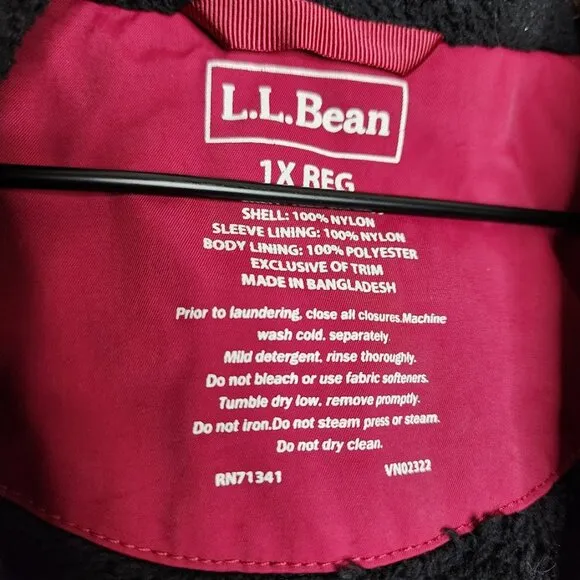 L.L.Bean
1X REG
SHELL: 100% NYLON
SLEEVE LINING: 100% NYLON
BODY LINING: 100% POLYESTER
EXCLUSIVE OF TRIM
MADE IN BANGLADESH
Prior to laundering, close all closures.Machine
wash cold. separately.
Mild detergent, rinse thoroughly.
Do not bleach or use fabric softeners.
Tumble dry low. remove promptly.
Do not iron.Do not steam press or steam.
Do not dry clean.
RN71341 VN02322